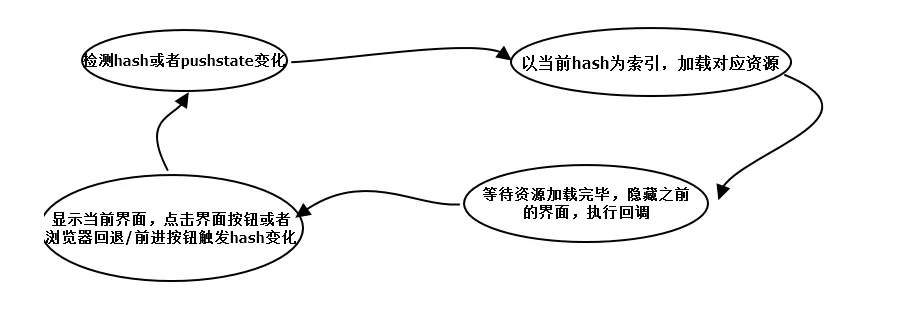 检测hash或者pushstate变化
以当前hash为索引，加载对应资源
等待资源加载完毕，隐藏之前
的界面，执行回调
显示当前界面，点击界面按钮或者
浏览器回退/前进按钮触发hash变化